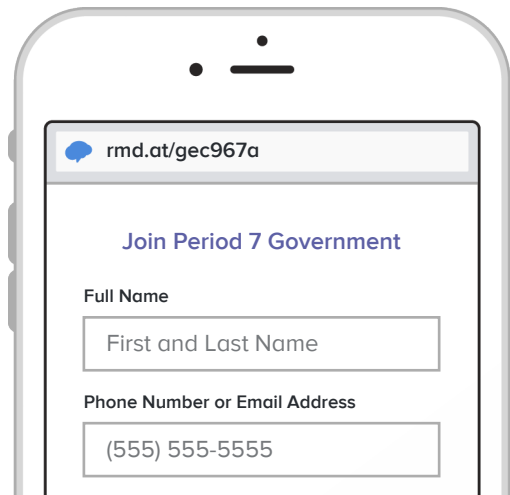 rmd.at/gec967a
Join Period 7 Government
Full Name
First and Last Name
Phone Number or Email Address
(555) 555-5555